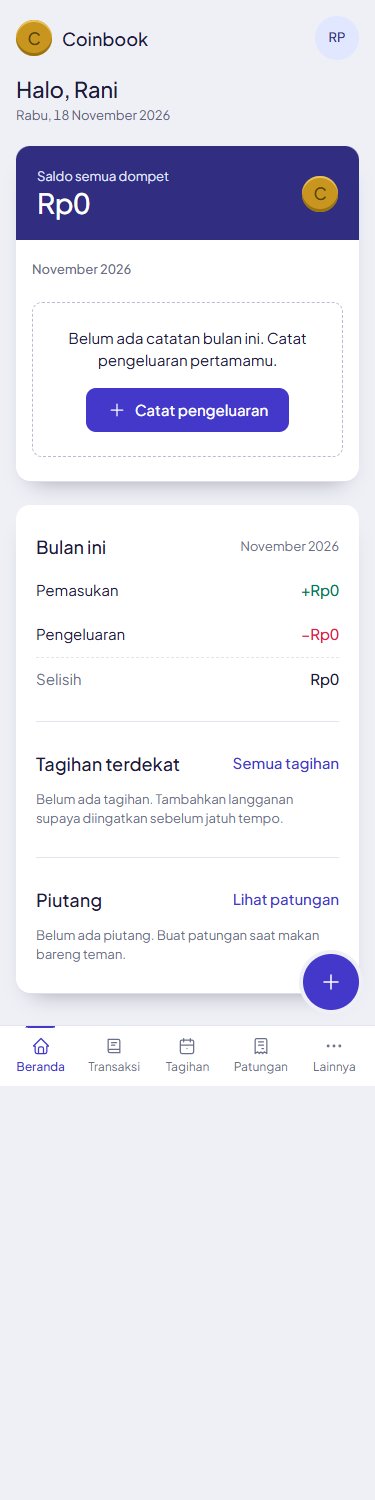 C Coinbook
RP
Halo, Rani
Rabu, 18 November 2026
Saldo semua dompet
Rp0
C
November 2026
Belum ada catatan bulan ini. Catat
pengeluaran pertamamu.
+ Catat pengeluaran
Bulan ini November 2026
Pemasukan +Rp0
Pengeluaran −Rp0
Selisih Rp0
Tagihan terdekat Semua tagihan
Belum ada tagihan. Tambahkan langganan
supaya diingatkan sebelum jatuh tempo.
Piutang Lihat patungan
Belum ada piutang. Buat patungan saat makan
bareng teman.
+
Beranda Transaksi Tagihan Patungan Lainnya